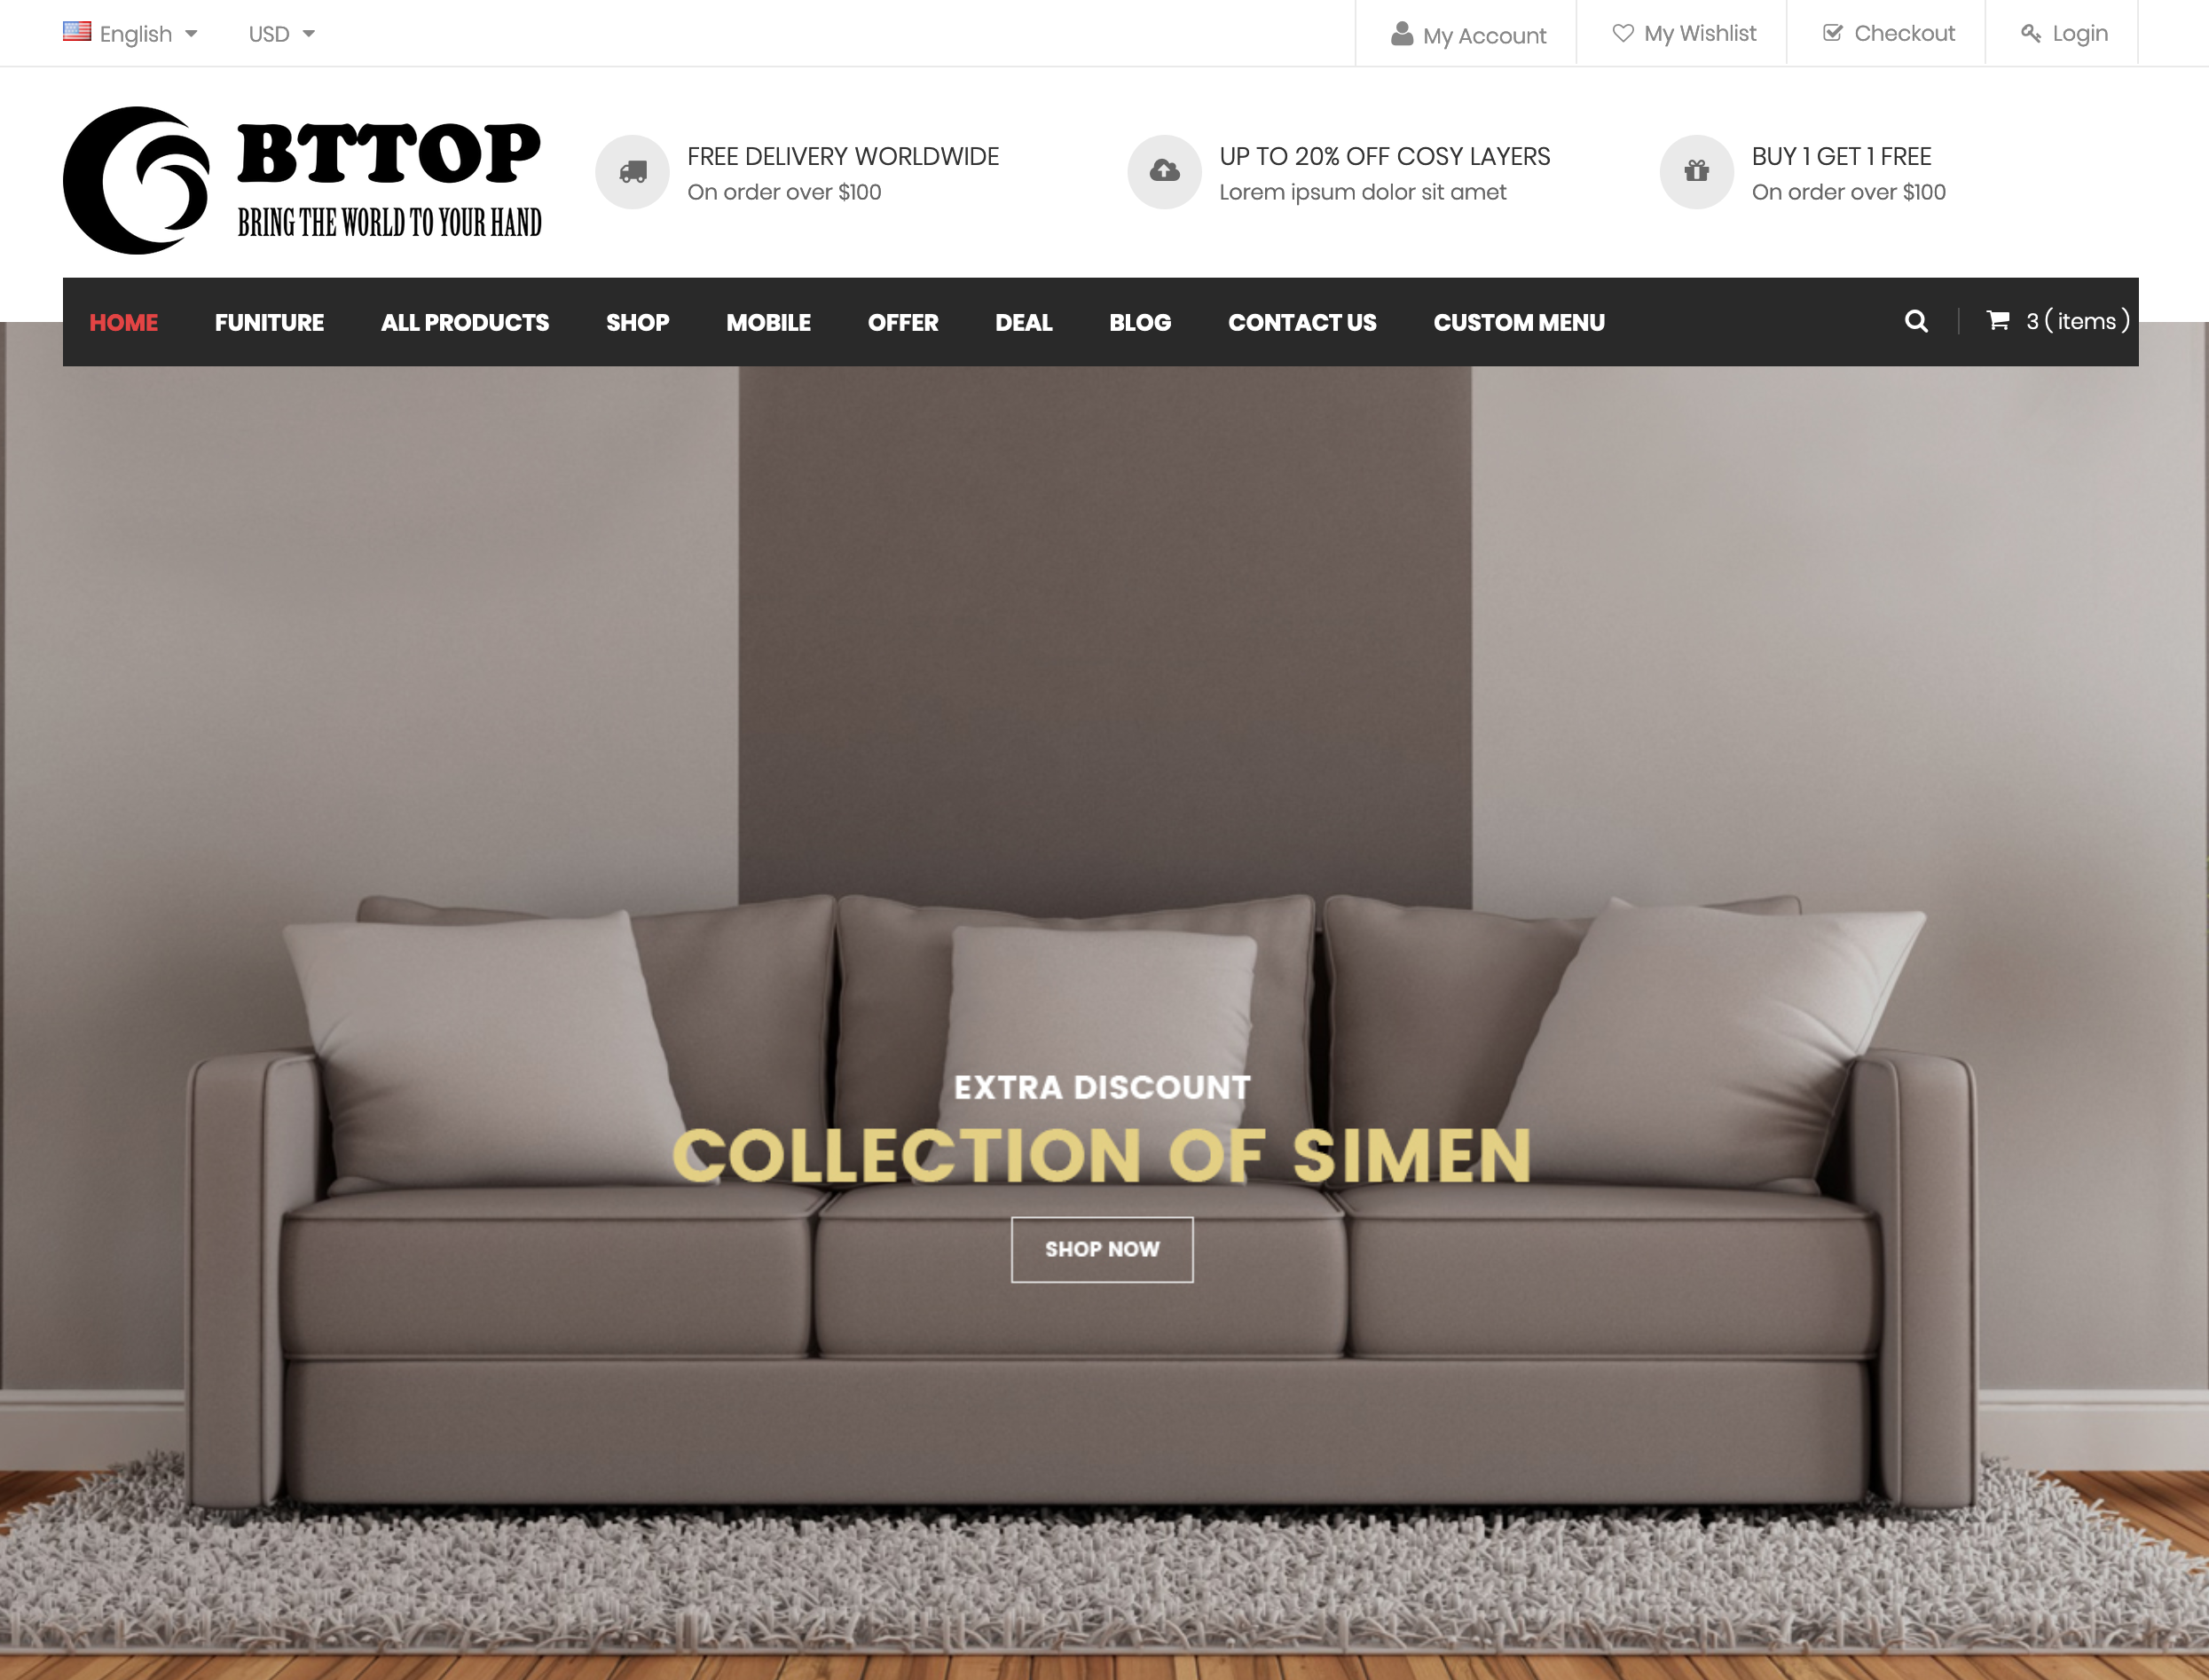 English USD My Account My Wishlist Checkout Login
BTTOP
BRING THE WORLD TO YOUR HAND
FREE DELIVERY WORLDWIDE
On order over $100
UP TO 20% OFF COSY LAYERS
Lorem ipsum dolor sit amet
BUY 1 GET 1 FREE
On order over $100
HOME FUNITURE ALL PRODUCTS SHOP MOBILE OFFER DEAL BLOG CONTACT US CUSTOM MENU 3 ( items )
EXTRA DISCOUNT
COLLECTION OF SIMEN
SHOP NOW